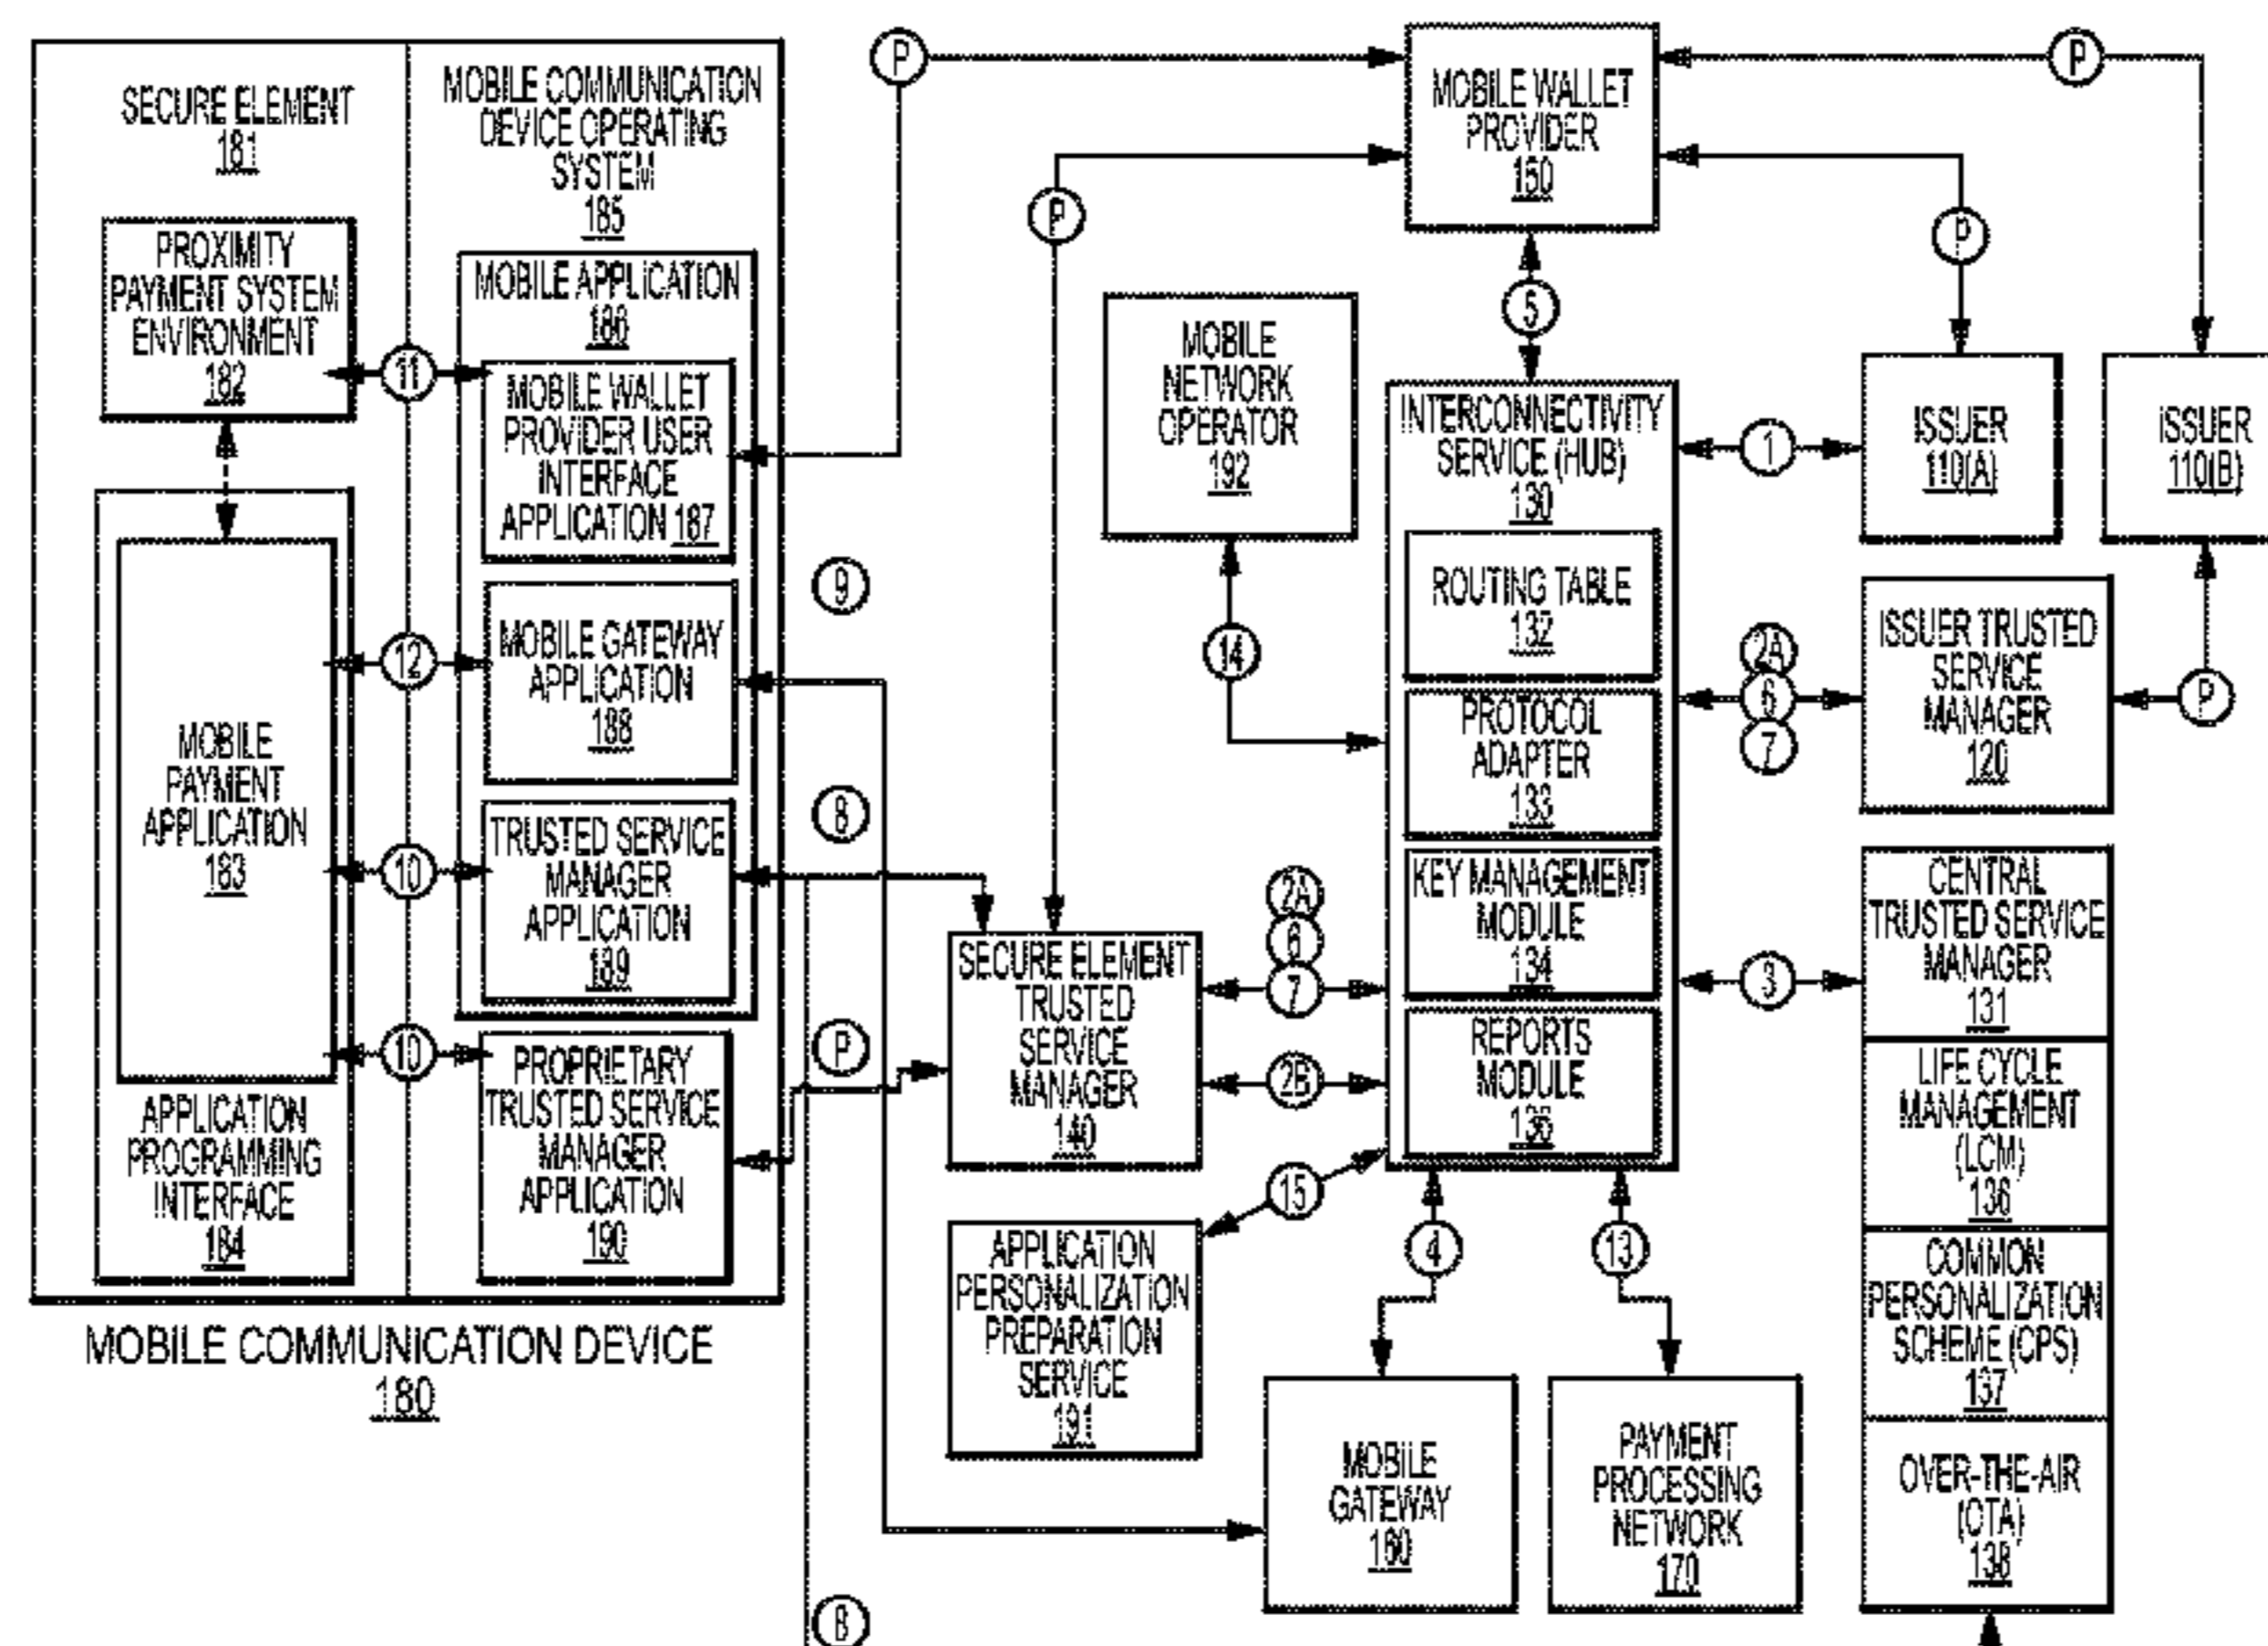 SECURE ELEMENT
181
MOBILE COMMUNICATION
DEVICE OPERATING
SYSTEM
185
PROXIMITY
PAYMENT SYSTEM
ENVIRONMENT
182
MOBILE APPLICATION
186
11
MOBILE WALLET
PROVIDER USER
INTERFACE
APPLICATION 187
MOBILE
PAYMENT
APPLICATION
183
12
MOBILE GATEWAY
APPLICATION
188
10
TRUSTED SERVICE
MANAGER
APPLICATION
189
10
PROPRIETARY
TRUSTED SERVICE
MANAGER
APPLICATION
190
APPLICATION
PROGRAMMING
INTERFACE
184
MOBILE COMMUNICATION DEVICE
180
P
9
8
P
8
P
MOBILE WALLET
PROVIDER
150
P
P
5
MOBILE
NETWORK
OPERATOR
192
14
INTERCONNECTIVITY
SERVICE (HUB)
130
ROUTING TABLE
132
PROTOCOL
ADAPTER
133
KEY MANAGEMENT
MODULE
134
REPORTS
MODULE
135
1
ISSUER
110(A)
ISSUER
110(B)
2A
6
7
ISSUER TRUSTED
SERVICE
MANAGER
120
P
SECURE ELEMENT
TRUSTED
SERVICE
MANAGER
140
2A
6
7
2B
3
CENTRAL
TRUSTED SERVICE
MANAGER
131
LIFE CYCLE
MANAGEMENT
(LCM)
136
COMMON
PERSONALIZATION
SCHEME (CPS)
137
OVER-THE-AIR
(OTA)
138
15
APPLICATION
PERSONALIZATION
PREPARATION
SERVICE
191
4
13
MOBILE
GATEWAY
160
PAYMENT
PROCESSING
NETWORK
170